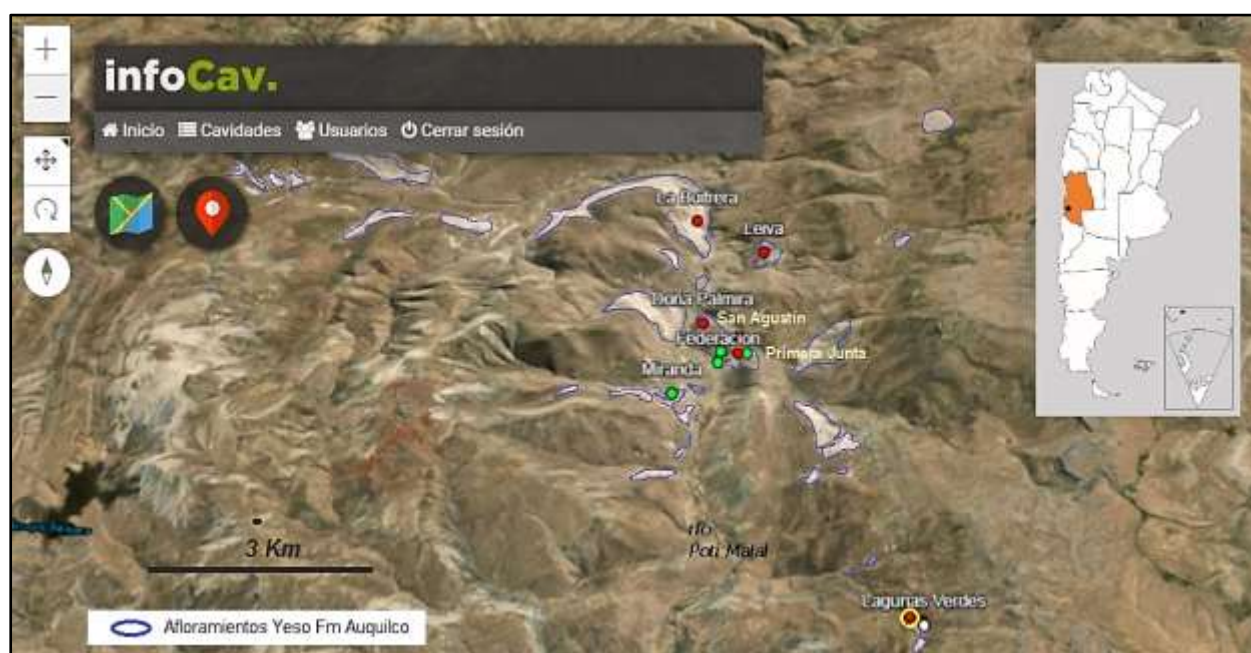 infoCav.
Inicio Cavidades Usuarios Cerrar sesión
La Buitrera
Leiva
Doña Palmira
San Agustín
Federacion
Primera Junta
Miranda
3 Km
río
Poti Malal
Lagunas Verdes
Afloramientos Yeso Fm Auquilco